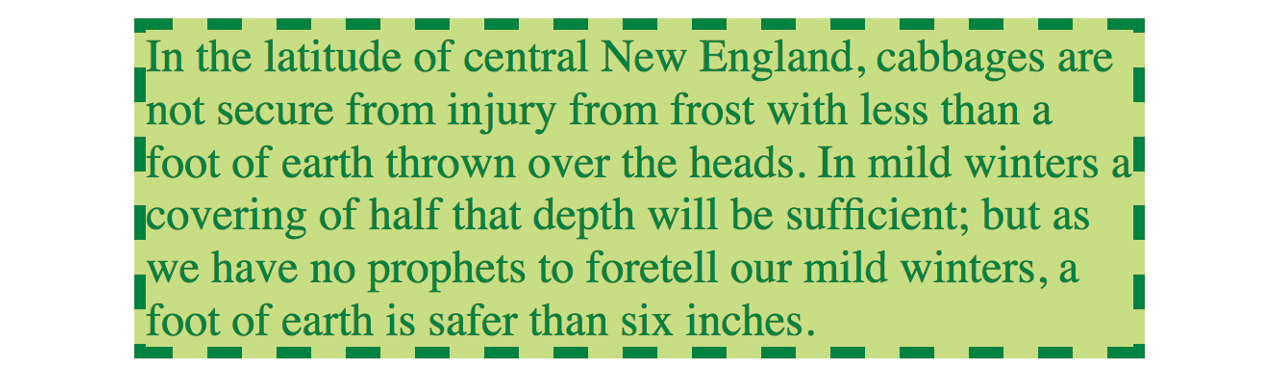 In the latitude of central New England, cabbages are
not secure from injury from frost with less than a
foot of earth thrown over the heads. In mild winters a
covering of half that depth will be sufficient; but as
we have no prophets to foretell our mild winters, a
foot of earth is safer than six inches.